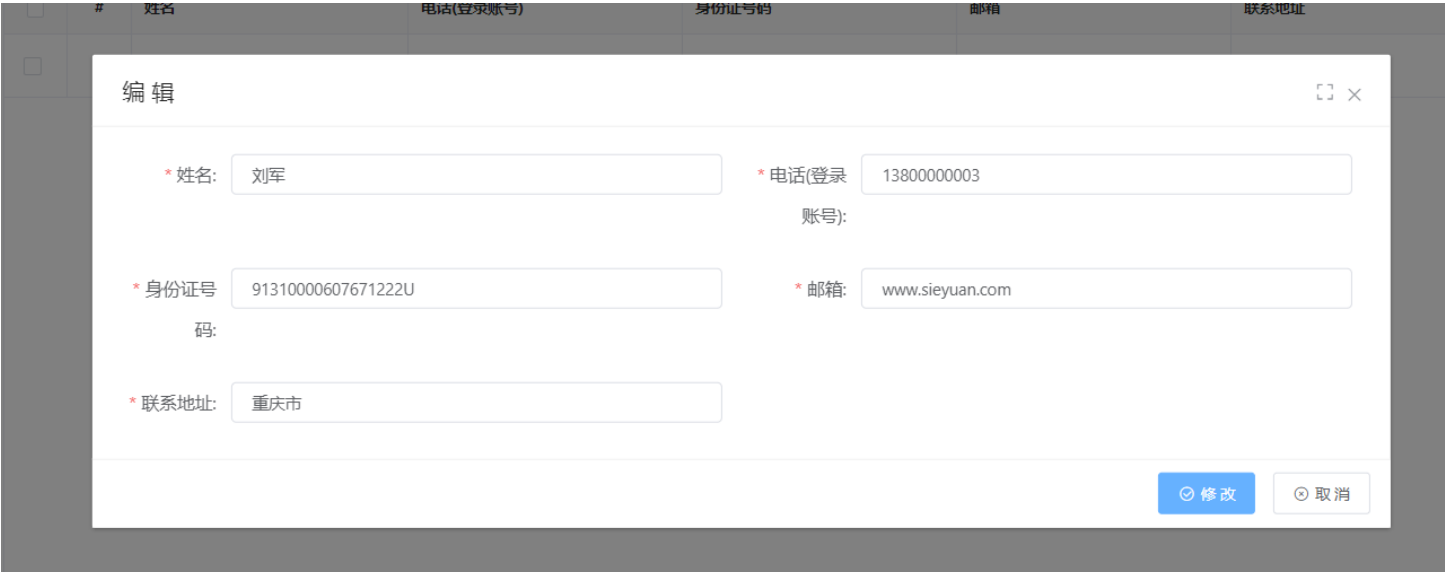 # 姓名 电话(登录账号) 身份证号码 邮箱 联系地址
编辑
* 姓名: 刘军 * 电话(登录 13800000003
账号):
* 身份证号 91310000607671222U * 邮箱: www.sieyuan.com
码:
* 联系地址: 重庆市
修改 取消